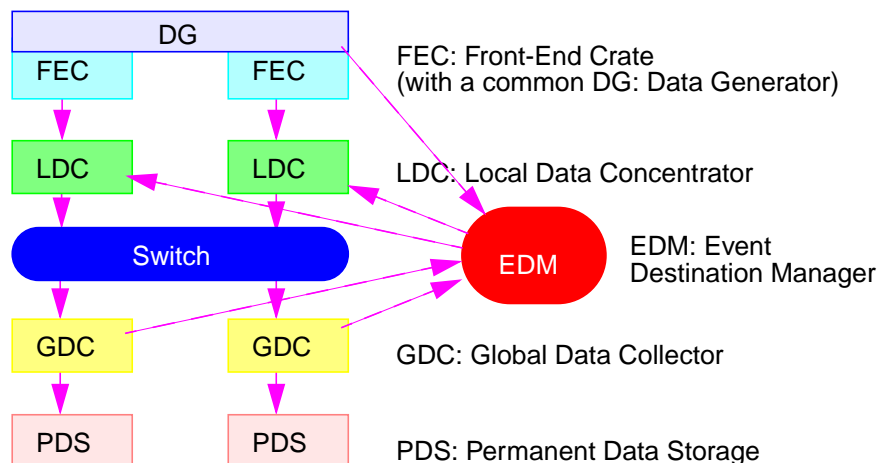 DG
FEC FEC
FEC: Front-End Crate
(with a common DG: Data Generator)
LDC LDC
LDC: Local Data Concentrator
Switch
EDM
EDM: Event
Destination Manager
GDC GDC
GDC: Global Data Collector
PDS PDS
PDS: Permanent Data Storage